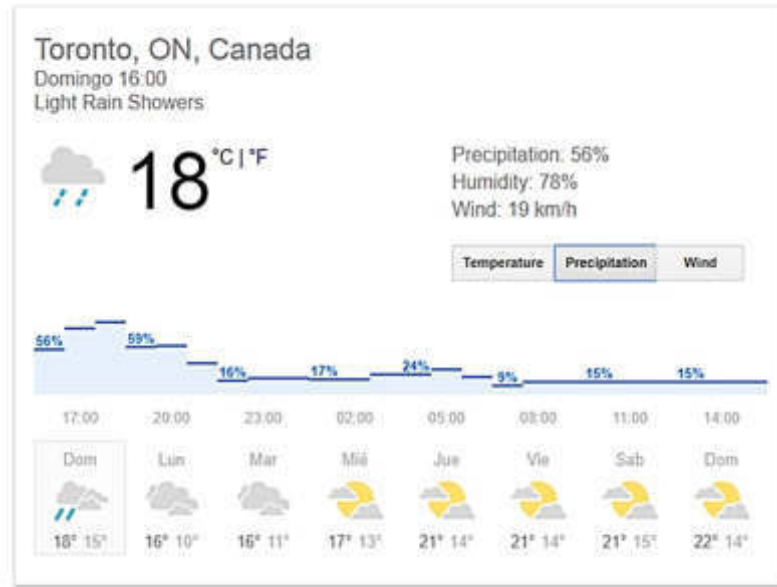 Toronto, ON, Canada
Domingo 16:00
Light Rain Showers
18 °C | °F
Precipitation: 56%
Humidity: 78%
Wind: 19 km/h
Temperature Precipitation Wind
56% 59% 16% 17% 24% 9% 15% 15%
17:00 20:00 23:00 02:00 05:00 08:00 11:00 14:00
Dom Lun Mar Mié Jue Vie Sab Dom
18° 15° 16° 10° 16° 11° 17° 13° 21° 14° 21° 14° 21° 15° 22° 14°